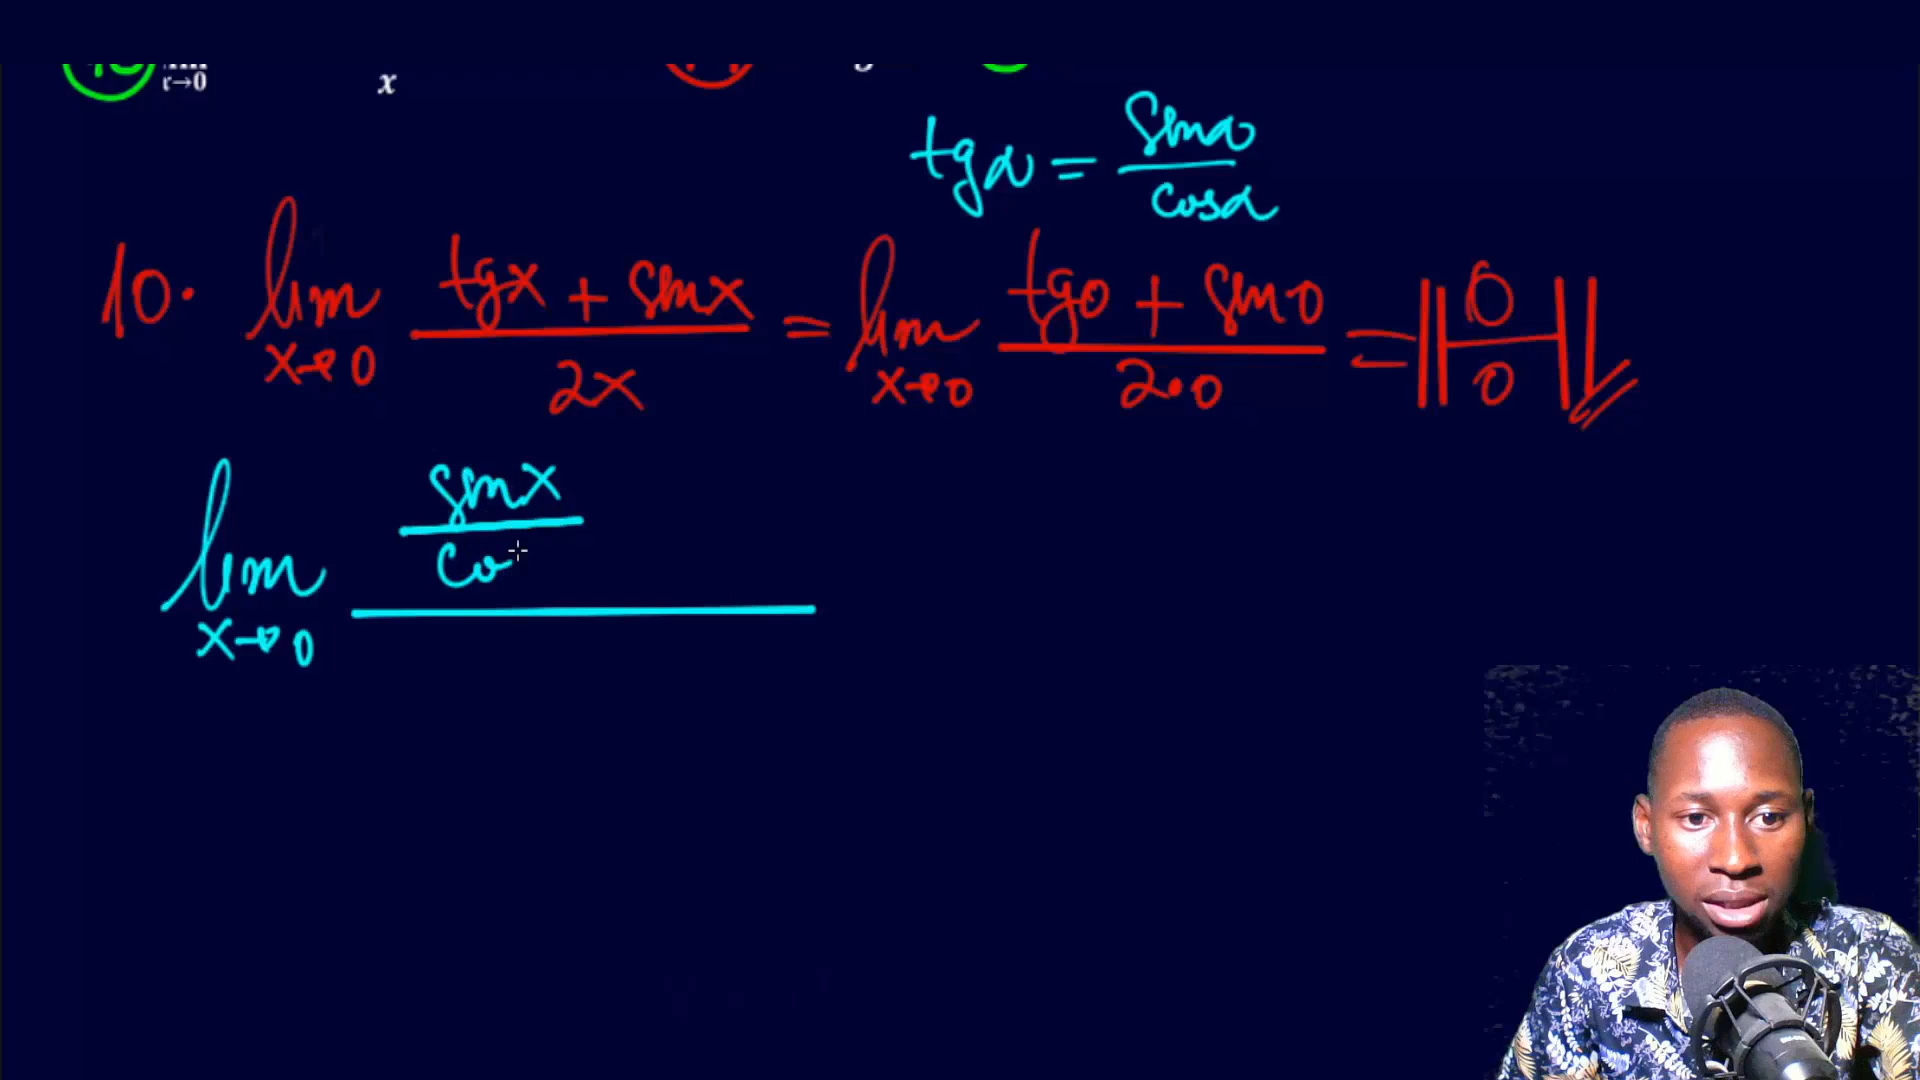 x→0 x
tgα = sinα / cosα
10. lim x→0 (tgx + sinx) / 2x = lim x→0 (tg0 + sin0) / 2•0 = || 0/0 ||
lim x→0 sinx / co